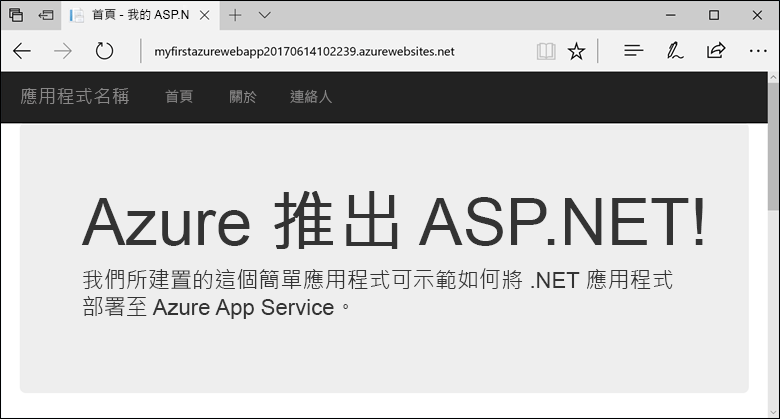 首頁 - 我的 ASP.N
myfirstazurewebapp20170614102239.azurewebsites.net
應用程式名稱 首頁 關於 連絡人
Azure 推出 ASP.NET!
我們所建置的這個簡單應用程式可示範如何將 .NET 應用程式
部署至 Azure App Service。